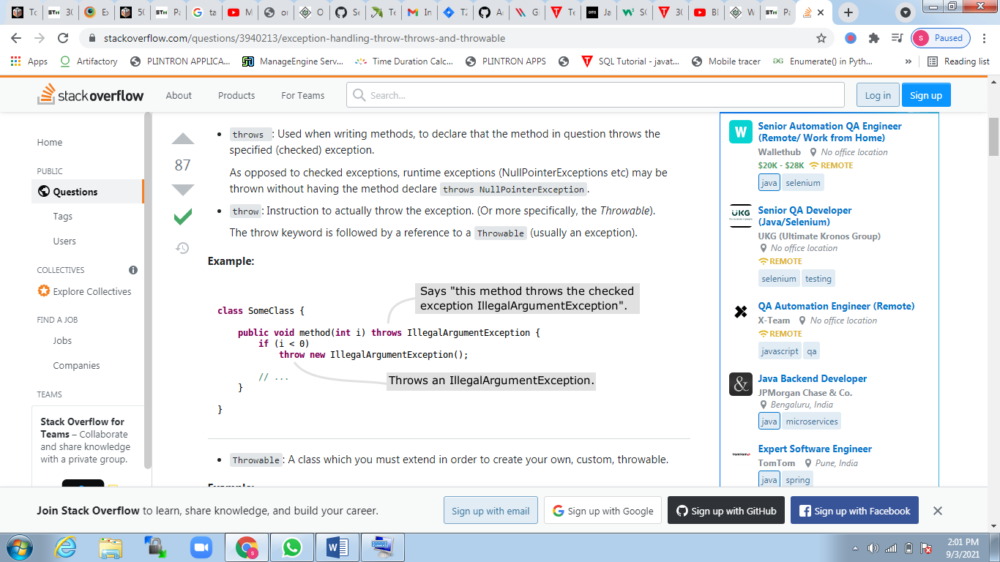 To
30
Ex
50
STH Pa
ta
M
or
O
Se
Te
M In
T2
Ac
G
Te
DITG Ja
SC
30
Bl
W
STH Pa
stackoverflow.com/questions/3940213/exception-handling-throw-throws-and-throwable
S Paused
Apps
Artifactory
PLINTRON APPLICA...
ManageEngine Serv...
Time Duration Calc...
PLINTRON APPS
SQL Tutorial - javat...
Mobile tracer
Enumerate() in Pyth...
»
Reading list
stack overflow
About
Products
For Teams
Search...
Log in
Sign up
Home
PUBLIC
Questions
Tags
Users
COLLECTIVES
Explore Collectives
FIND A JOB
Jobs
Companies
TEAMS
Stack Overflow for
Teams – Collaborate
and share knowledge
with a private group.
87
• throws : Used when writing methods, to declare that the method in question throws the
specified (checked) exception.
As opposed to checked exceptions, runtime exceptions (NullPointerExceptions etc) may be
thrown without having the method declare throws NullPointerException.
• throw: Instruction to actually throw the exception. (Or more specifically, the Throwable).
The throw keyword is followed by a reference to a Throwable (usually an exception).
Example:
Says "this method throws the checked
exception IllegalArgumentException".
class SomeClass {
public void method(int i) throws IllegalArgumentException {
if (i < 0)
throw new IllegalArgumentException();
// ...
Throws an IllegalArgumentException.
}
}
• Throwable: A class which you must extend in order to create your own, custom, throwable.
Example:
W
Senior Automation QA Engineer
(Remote/ Work from Home)
Wallethub No office location
$20K - $28K REMOTE
java selenium
UKG
Senior QA Developer
(Java/Selenium)
UKG (Ultimate Kronos Group)
No office location
REMOTE
selenium testing
QA Automation Engineer (Remote)
X-Team No office location
REMOTE
javascript qa
&
Java Backend Developer
JPMorgan Chase & Co.
Bengaluru, India
java microservices
TomTom
Expert Software Engineer
TomTom Pune, India
java spring
Join Stack Overflow to learn, share knowledge, and build your career.
Sign up with email
Sign up with Google
Sign up with GitHub
Sign up with Facebook
2:01 PM
9/3/2021